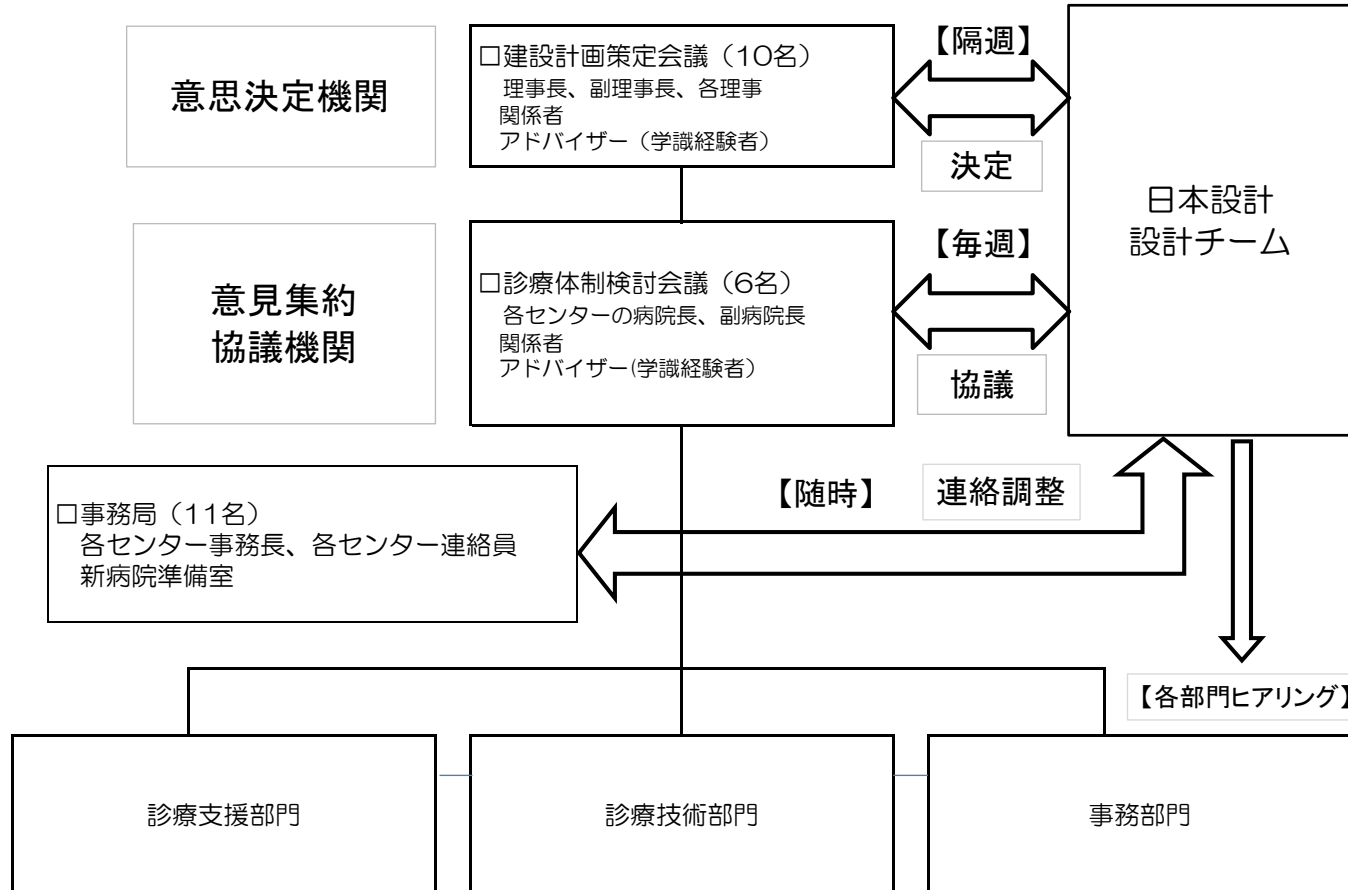 意思決定機関
□建設計画策定会議（10名）
理事長、副理事長、各理事
関係者
アドバイザー（学識経験者）
【隔週】
決定
日本設計
設計チーム
意見集約
協議機関
□診療体制検討会議（6名）
各センターの病院長、副病院長
関係者
アドバイザー(学識経験者）
【毎週】
協議
□事務局（11名）
各センター事務長、各センター連絡員
新病院準備室
【随時】
連絡調整
【各部門ヒアリング】
診療支援部門
診療技術部門
事務部門